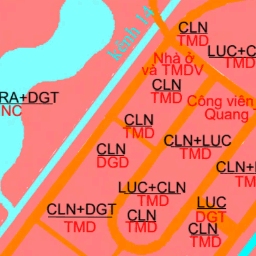 kênh 14
CLN
TMD
LUC+C
TMD
Nhà ở
và TMDV
CLN
TMD
RA+DGT
NC
Công viên
Quang
CLN
TMD
CLN+LUC
TMD
CLN
DGD
CLN+
TM
LUC+CLN
TMD
CLN+DGT
TMD
CLN
TMD
LUC
DGT
CLN
TMD